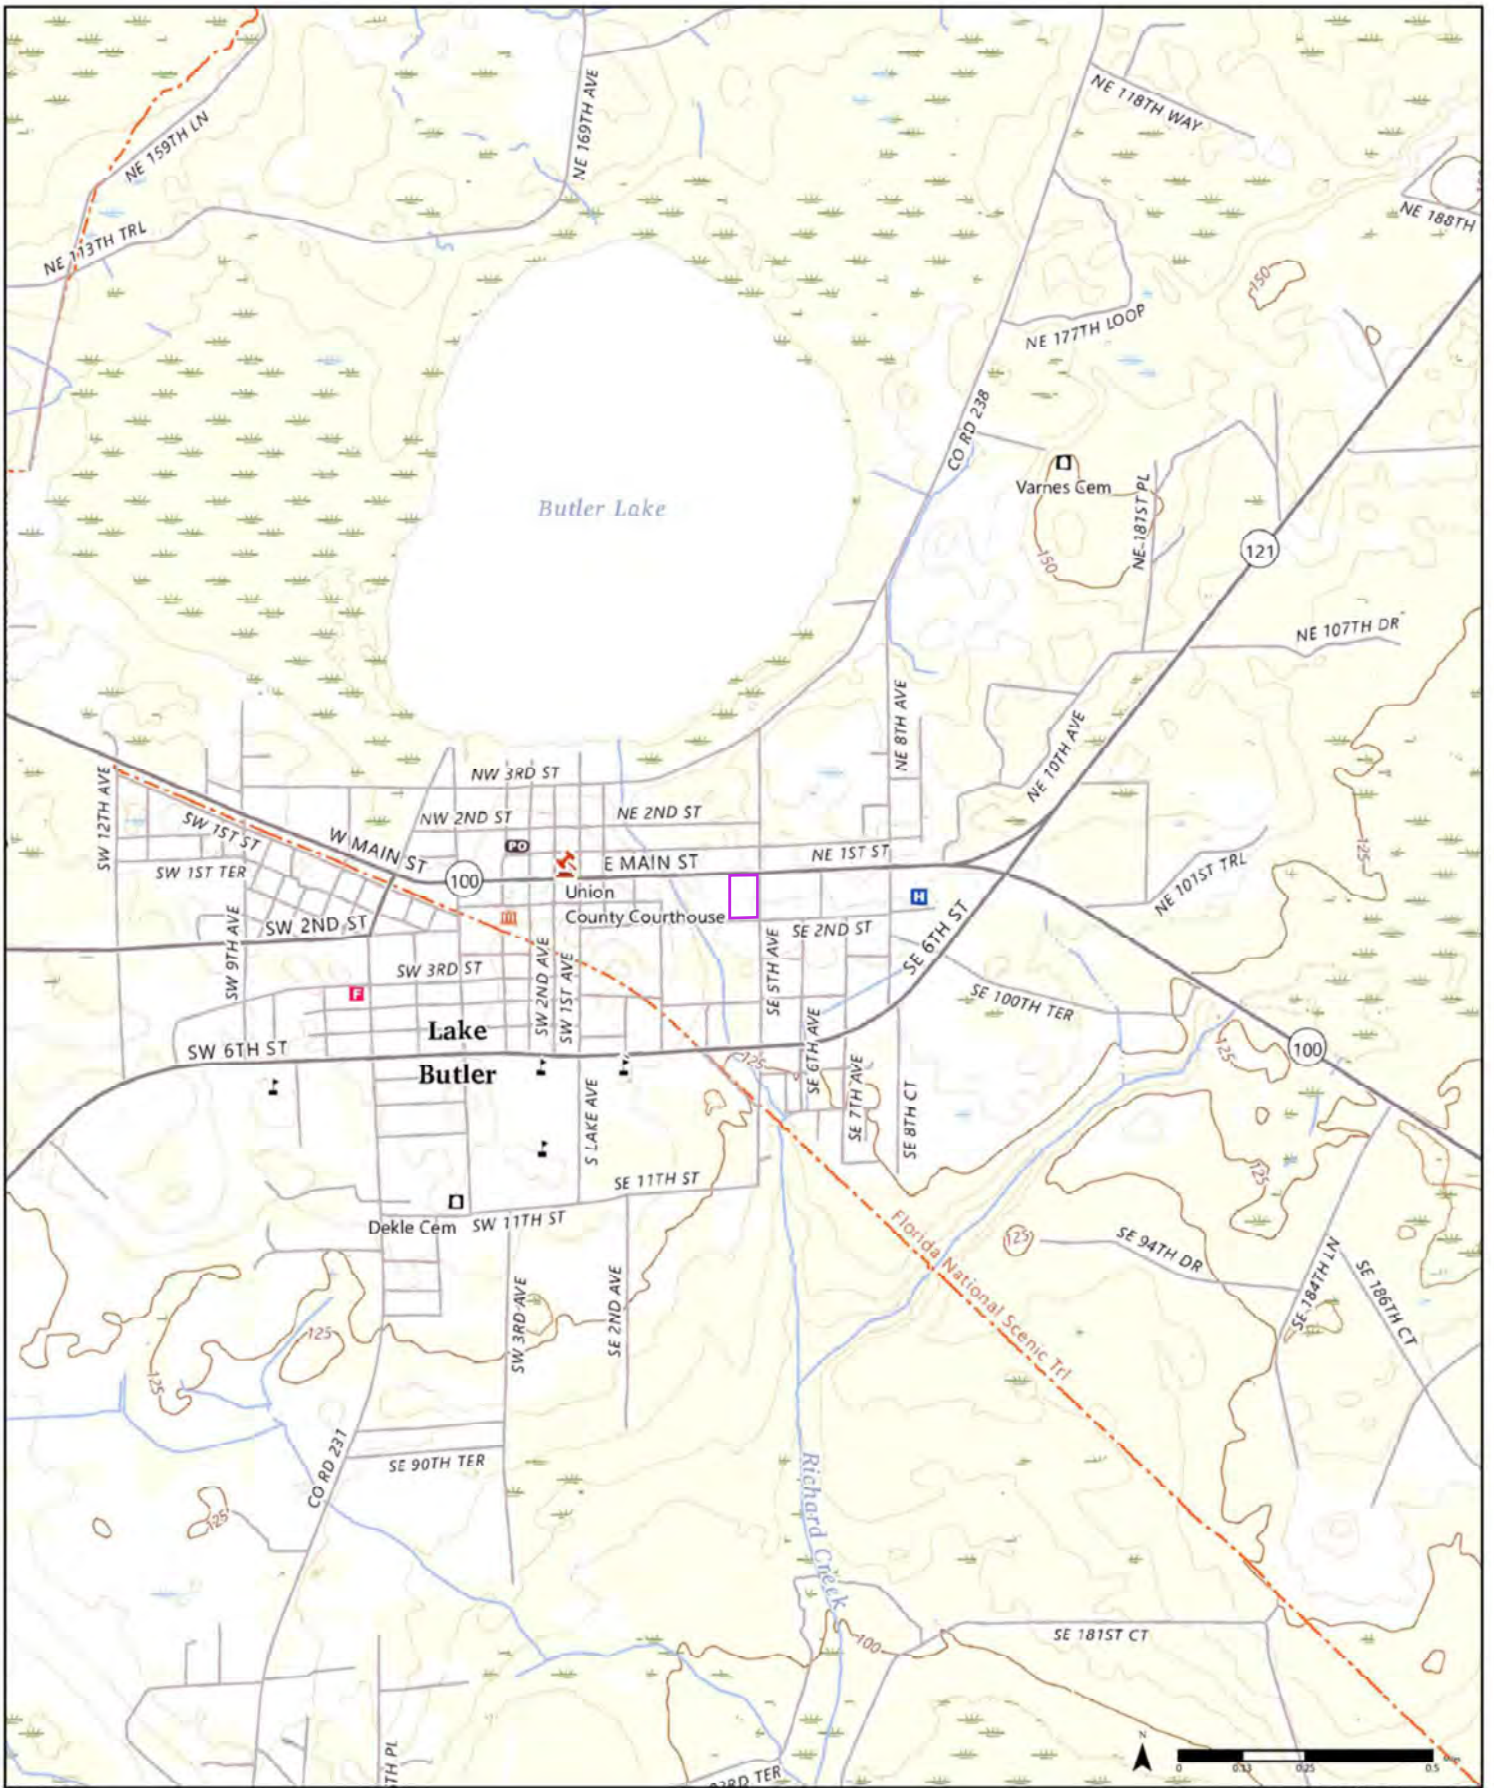 NE 118TH WAY
NE 169TH AVE
NE 159TH LN
NE 188TH
NE 113TH TRL
150
NE 177TH LOOP
CO RD 238
Varnes Cem
NE 181ST PL
Butler Lake
121
150
NE 107TH DR
NE 8TH AVE
NE 10TH AVE
SW 12TH AVE
NW 3RD ST
NW 2ND ST
NE 2ND ST
SW 1ST ST
W MAIN ST
PO
E MAIN ST
NE 1ST ST
125
SW 1ST TER
100
Union
County Courthouse
H
NE 101ST TRL
SW 2ND ST
SE 2ND ST
SE 6TH ST
SW 9TH AVE
SW 3RD ST
SW 2ND AVE
SW 1ST AVE
SE 5TH AVE
F
SE 100TH TER
Lake
Butler
SW 6TH ST
125
SE 6TH AVE
SE 7TH AVE
SE 8TH CT
125
100
S LAKE AVE
SE 11TH ST
125
Dekle Cem
SW 11TH ST
Florida National Scenic Trl
125
SE 94TH DR
SE 184TH LN
SE 186TH CT
SW 3RD AVE
SE 2ND AVE
125
125
CO RD 231
SE 90TH TER
Richard Creek
125
100
SE 181ST CT
N
0 0.13 0.25 0.5